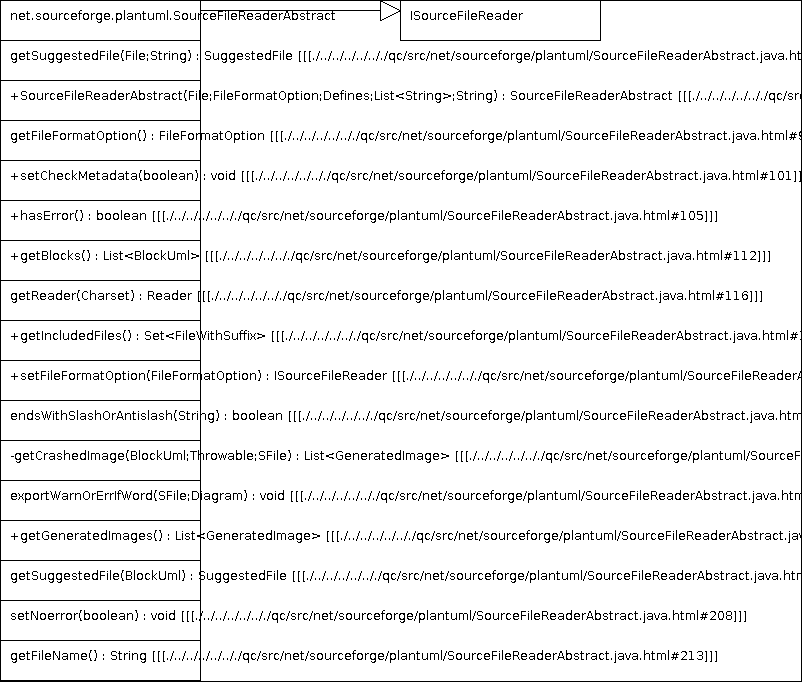 net.sourceforge.plantuml.SourceFileReaderAbstract ISourceFileReader
getSuggestedFile(File;String) : SuggestedFile [[[./../../../../././qc/src/net/sourceforge/plantuml/SourceFileReaderAbstract.java.ht
+SourceFileReaderAbstract(File;FileFormatOption;Defines;List<String>;String) : SourceFileReaderAbstract [[[./../../../../././qc/src
getFileFormatOption() : FileFormatOption [[[./../../../../././qc/src/net/sourceforge/plantuml/SourceFileReaderAbstract.java.html#9
+setCheckMetadata(boolean) : void [[[./../../../../././qc/src/net/sourceforge/plantuml/SourceFileReaderAbstract.java.html#101]]]
+hasError() : boolean [[[./../../../../././qc/src/net/sourceforge/plantuml/SourceFileReaderAbstract.java.html#105]]]
+getBlocks() : List<BlockUml> [[[./../../../../././qc/src/net/sourceforge/plantuml/SourceFileReaderAbstract.java.html#112]]]
getReader(Charset) : Reader [[[./../../../../././qc/src/net/sourceforge/plantuml/SourceFileReaderAbstract.java.html#116]]]
+getIncludedFiles() : Set<FileWithSuffix> [[[./../../../../././qc/src/net/sourceforge/plantuml/SourceFileReaderAbstract.java.html#1
+setFileFormatOption(FileFormatOption) : ISourceFileReader [[[./../../../../././qc/src/net/sourceforge/plantuml/SourceFileReaderA
endsWithSlashOrAntislash(String) : boolean [[[./../../../../././qc/src/net/sourceforge/plantuml/SourceFileReaderAbstract.java.htm
-getCrashedImage(BlockUml;Throwable;SFile) : List<GeneratedImage> [[[./../../../../././qc/src/net/sourceforge/plantuml/SourceF
exportWarnOrErrIfWord(SFile;Diagram) : void [[[./../../../../././qc/src/net/sourceforge/plantuml/SourceFileReaderAbstract.java.htm
+getGeneratedImages() : List<GeneratedImage> [[[./../../../../././qc/src/net/sourceforge/plantuml/SourceFileReaderAbstract.jav
getSuggestedFile(BlockUml) : SuggestedFile [[[./../../../../././qc/src/net/sourceforge/plantuml/SourceFileReaderAbstract.java.htm
setNoerror(boolean) : void [[[./../../../../././qc/src/net/sourceforge/plantuml/SourceFileReaderAbstract.java.html#208]]]
getFileName() : String [[[./../../../../././qc/src/net/sourceforge/plantuml/SourceFileReaderAbstract.java.html#213]]]